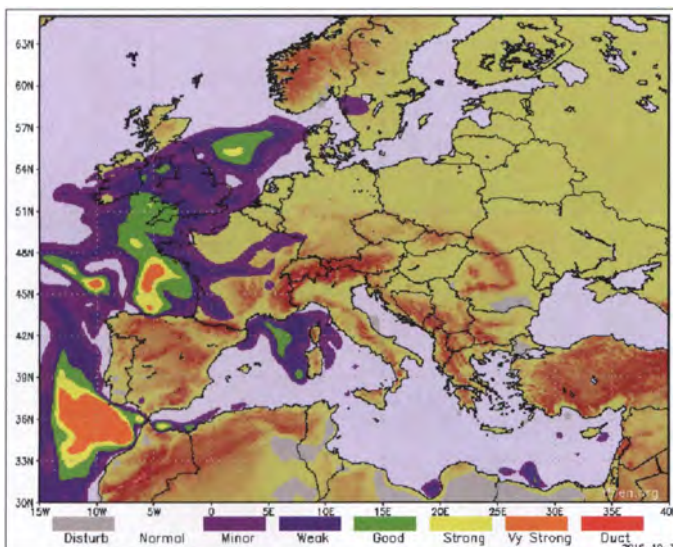 63N
60N
57N
54N
51N
48N
45N
42N
39N
36N
33N
30N
15W 10W 5W 0 5E 10E 15E 20E 25E 30E 35E 40E
Disturb Normal Minor Weak Good Strong Vy Strong Duct